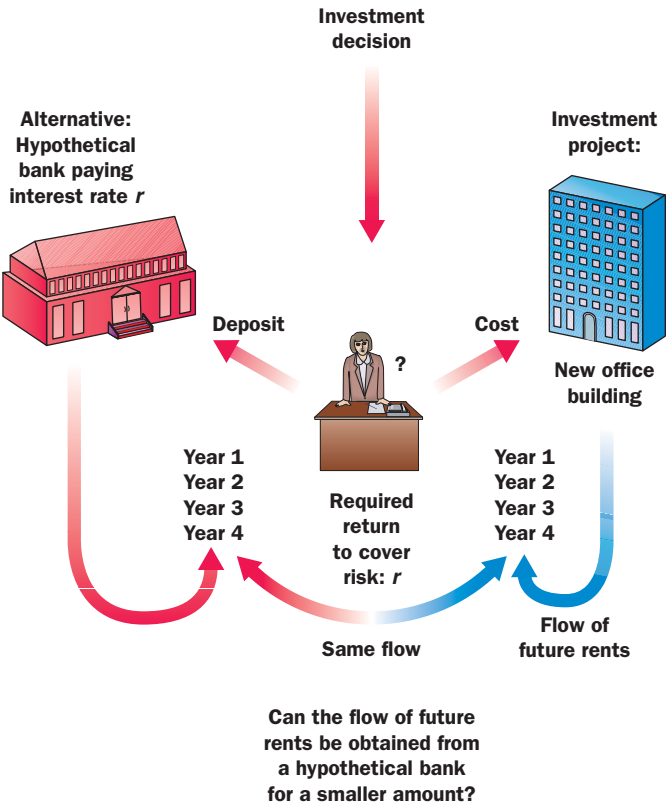 Investment
decision
Alternative:
Hypothetical
bank paying
interest rate r
Investment
project:
Deposit
Cost
?
New office
building
Year 1
Year 2
Year 3
Year 4
Required
return
to cover
risk: r
Year 1
Year 2
Year 3
Year 4
Same flow
Flow of
future rents
Can the flow of future
rents be obtained from
a hypothetical bank
for a smaller amount?